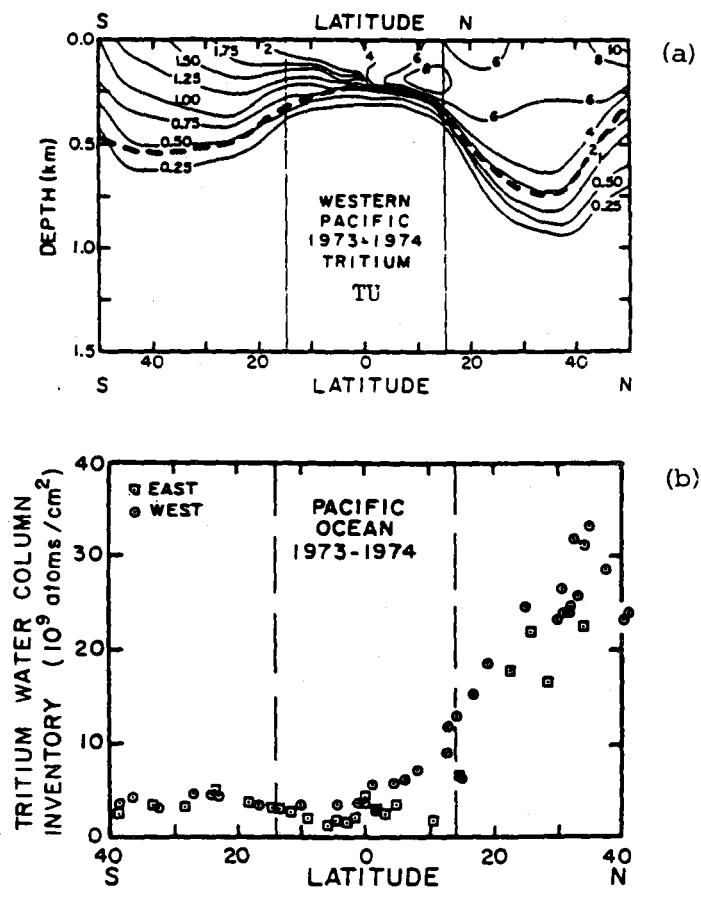 S LATITUDE N
(a)
0.0
0.5
1.0
1.5
DEPTH (km)
1.75 2 4 6 10
1.50 8 6 8
1.25
1.00 6 6
0.75 4
0.50 2
0.25 1
0.50
0.25
WESTERN
PACIFIC
1973-1974
TRITIUM
TU
40 20 0 20 40
S LATITUDE N
(b)
40
30
20
10
0
TRITIUM WATER COLUMN
INVENTORY (10⁹ atoms/cm²)
EAST
WEST
PACIFIC
OCEAN
1973-1974
40 20 0 20 40
S LATITUDE N